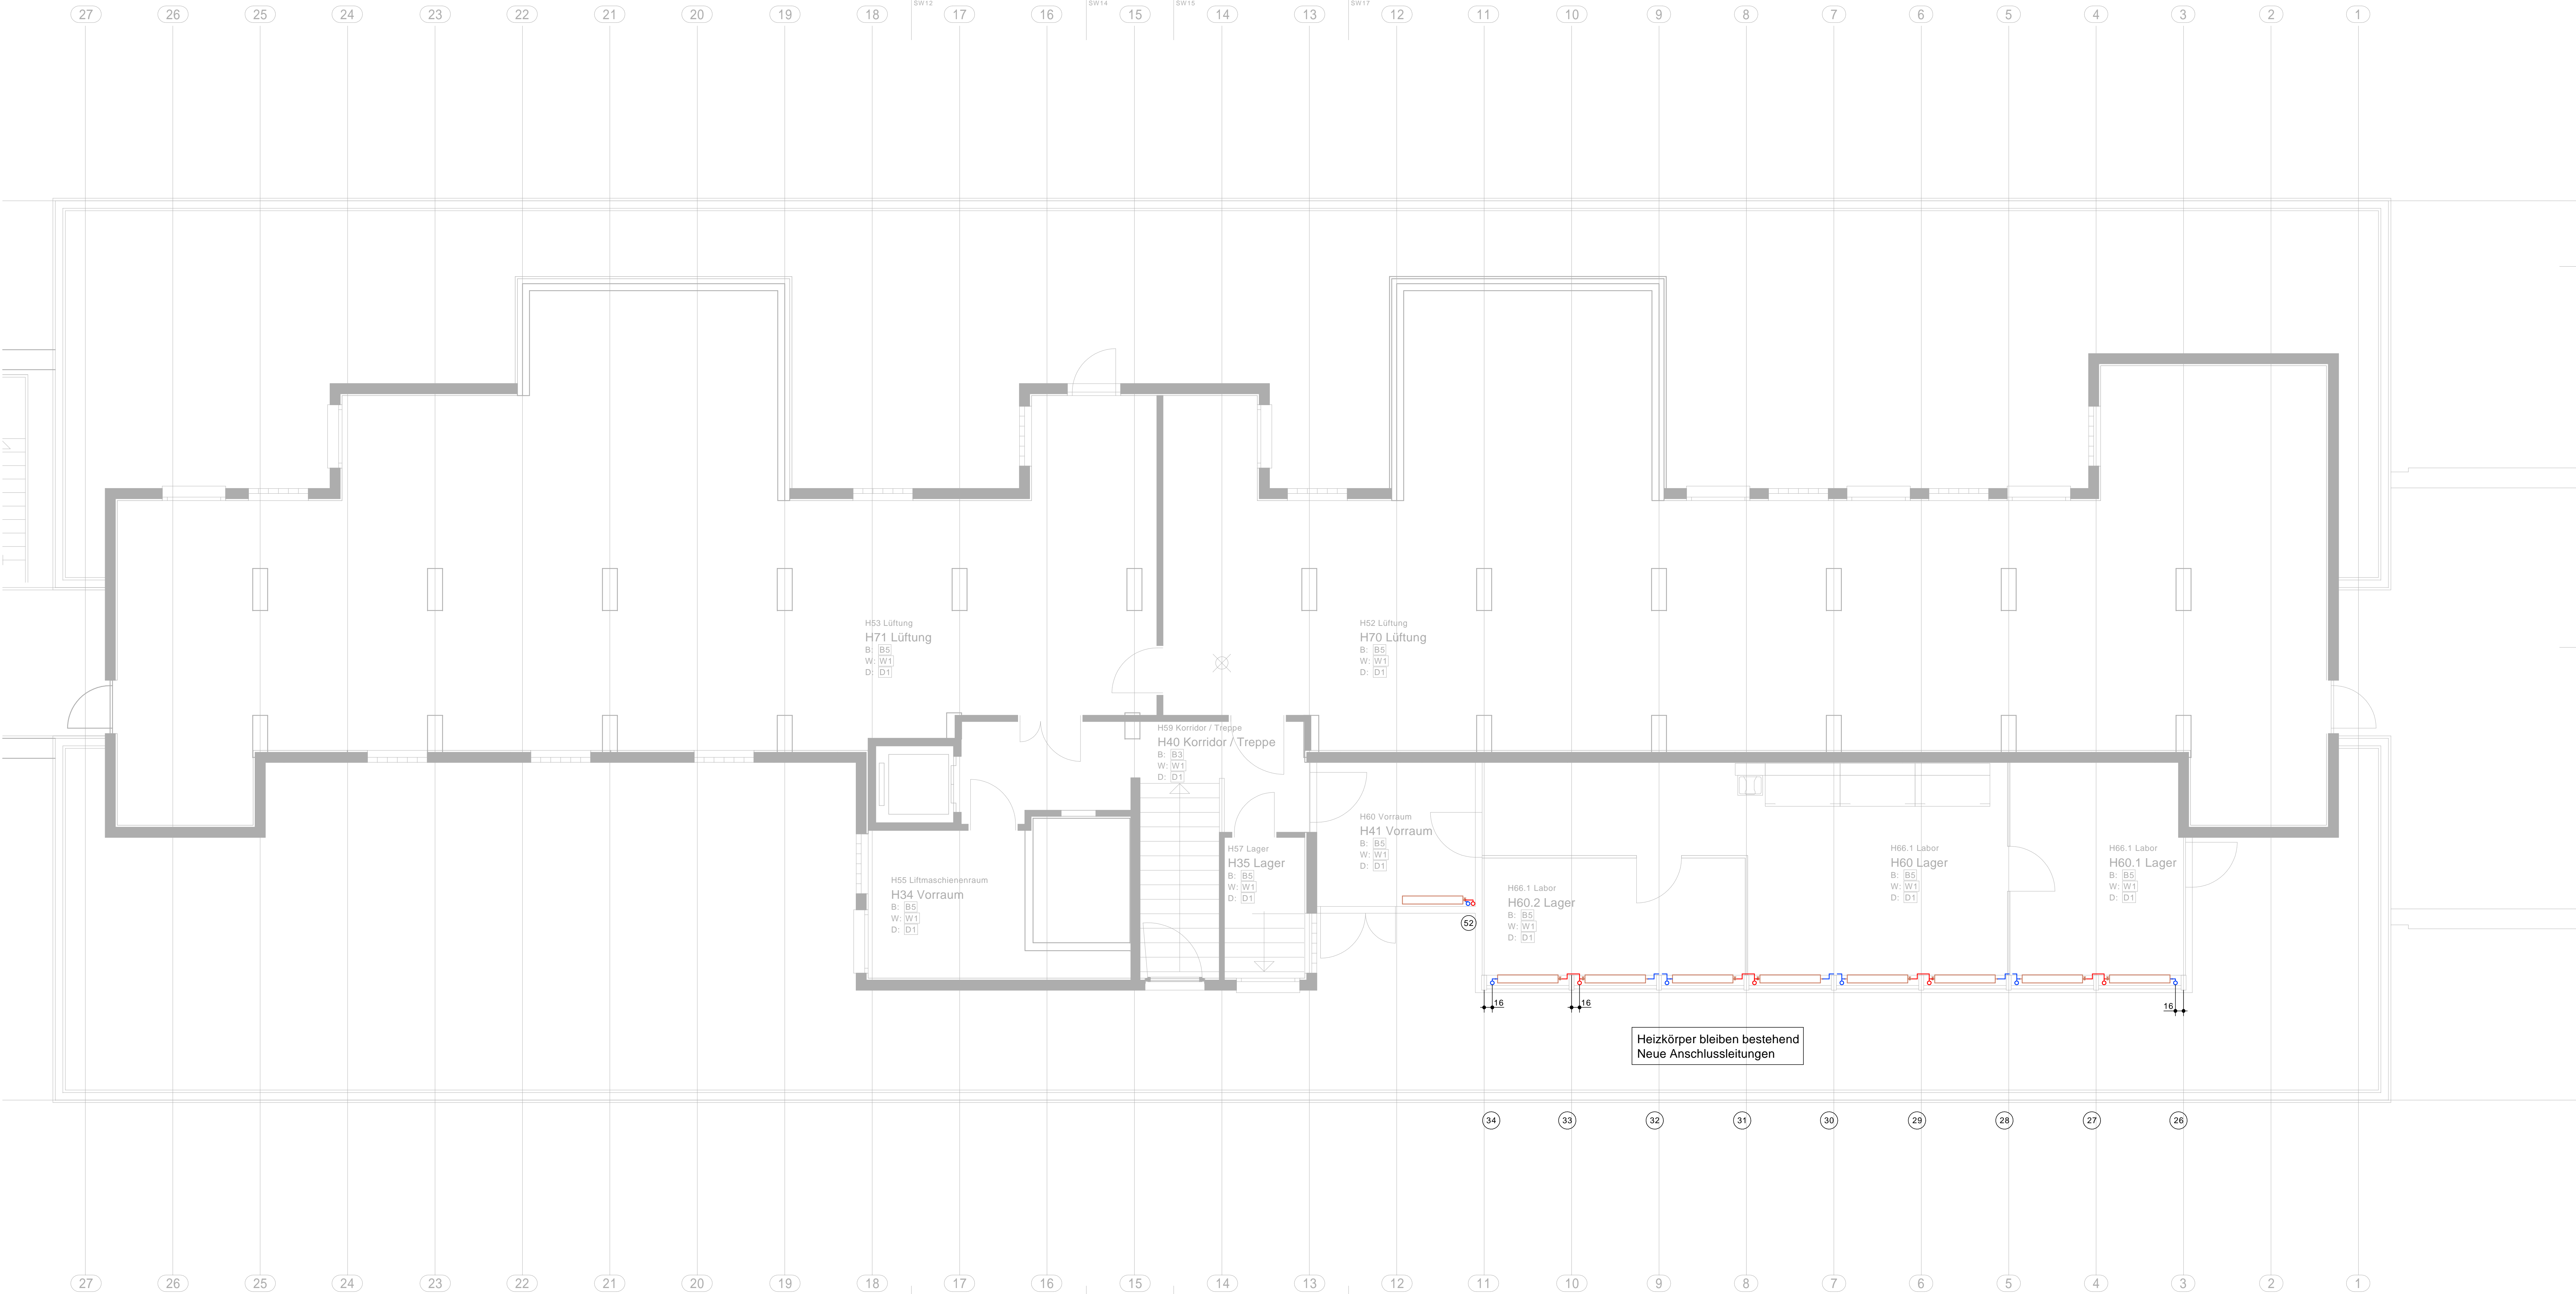 SW12
SW14
SW15
SW17
27 26 25 24 23 22 21 20 19 18 17 16 15 14 13 12 11 10 9 8 7 6 5 4 3 2 1
H53 Lüftung
H71 Lüftung
B: B5
W: W1
D: D1
H52 Lüftung
H70 Lüftung
B: B5
W: W1
D: D1
H59 Korridor / Treppe
H40 Korridor / Treppe
B: B3
W: W1
D: D1
H60 Vorraum
H41 Vorraum
B: B5
W: W1
D: D1
H57 Lager
H35 Lager
B: B5
W: W1
D: D1
H55 Liftmaschienenraum
H34 Vorraum
B: B5
W: W1
D: D1
H66.1 Labor
H60.2 Lager
B: B5
W: W1
D: D1
H66.1 Labor
H60 Lager
B: B5
W: W1
D: D1
H66.1 Labor
H60.1 Lager
B: B5
W: W1
D: D1
52
16
16
16
Heizkörper bleiben bestehend
Neue Anschlussleitungen
34 33 32 31 30 29 28 27 26
27 26 25 24 23 22 21 20 19 18 17 16 15 14 13 12 11 10 9 8 7 6 5 4 3 2 1